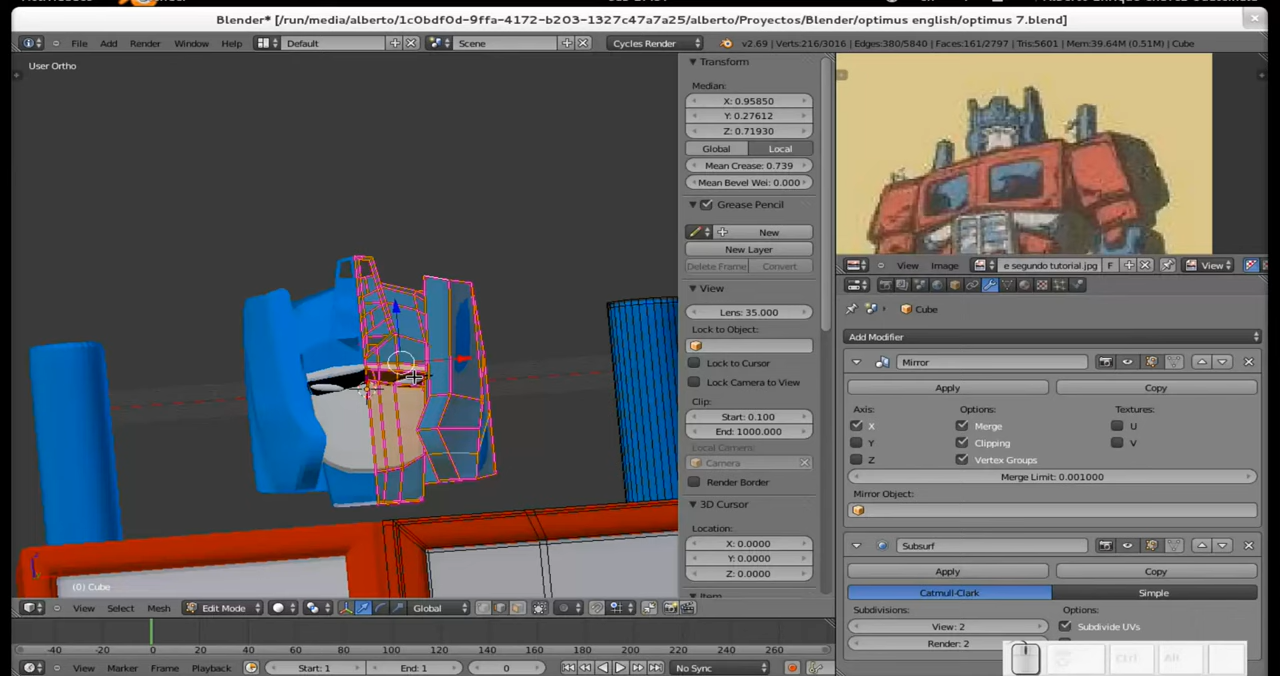 Blender* [/run/media/alberto/1c0bdf0d-9ffa-4172-b203-1327c47a7a25/alberto/Proyectos/Blender/optimus english/optimus 7.blend]
File Add Render Window Help Default Scene Cycles Render v2.69 | Verts:216/3016 | Edges:380/5840 | Faces:161/2797 | Tris:5601 | Mem:39.64M (0.51M) | Cube
User Ortho
Transform
Median:
X: 0.95850
Y: 0.27612
Z: 0.71930
Global Local
Mean Crease: 0.739
Mean Bevel Wei: 0.000
Grease Pencil
New
New Layer
Delete Frame Convert
View
Lens: 35.000
Lock to Object:
Lock to Cursor
Lock Camera to View
Clip:
Start: 0.100
End: 1000.000
Local Camera:
Camera
Render Border
3D Cursor
Location:
X: 0.0000
Y: 0.0000
Z: 0.0000
Item
View Image e segundo tutorial.jpg F View
Cube
Add Modifier
Mirror
Apply Copy
Axis: Options: Textures:
X Merge U
Y Clipping V
Z Vertex Groups
Merge Limit: 0.001000
Mirror Object:
Subsurf
Apply Copy
Catmull-Clark Simple
Subdivisions: Options:
View: 2 Subdivide UVs
Render: 2
Ctrl Alt
(0) Cube
View Select Mesh Edit Mode Global
-40 -20 0 20 40 60 80 100 120 140 160 180 200 220 240 260
View Marker Frame Playback Start: 1 End: 1 0 No Sync